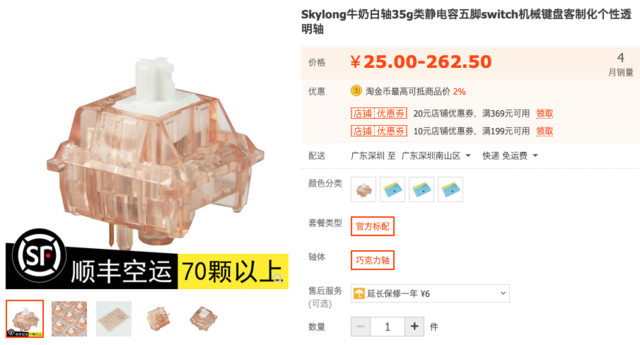 Skylong牛奶白轴35g类静电容五脚switch机械键盘客制化个性透
明轴
价格
¥25.00-262.50
4
月销量
优惠
淘 淘金币最高可抵商品价 2%
店铺 优惠券 20元店铺优惠券，满369元可用 领取
店铺 优惠券 10元店铺优惠券，满199元可用 领取
配送
广东深圳 至 广东深圳南山区 快递 免运费
颜色分类
套餐类型
官方标配
轴体
巧克力轴
售后服务
(可选)
延长保修一年 ¥6
数量
- 1 + 件
SF
顺丰空运 70颗以上